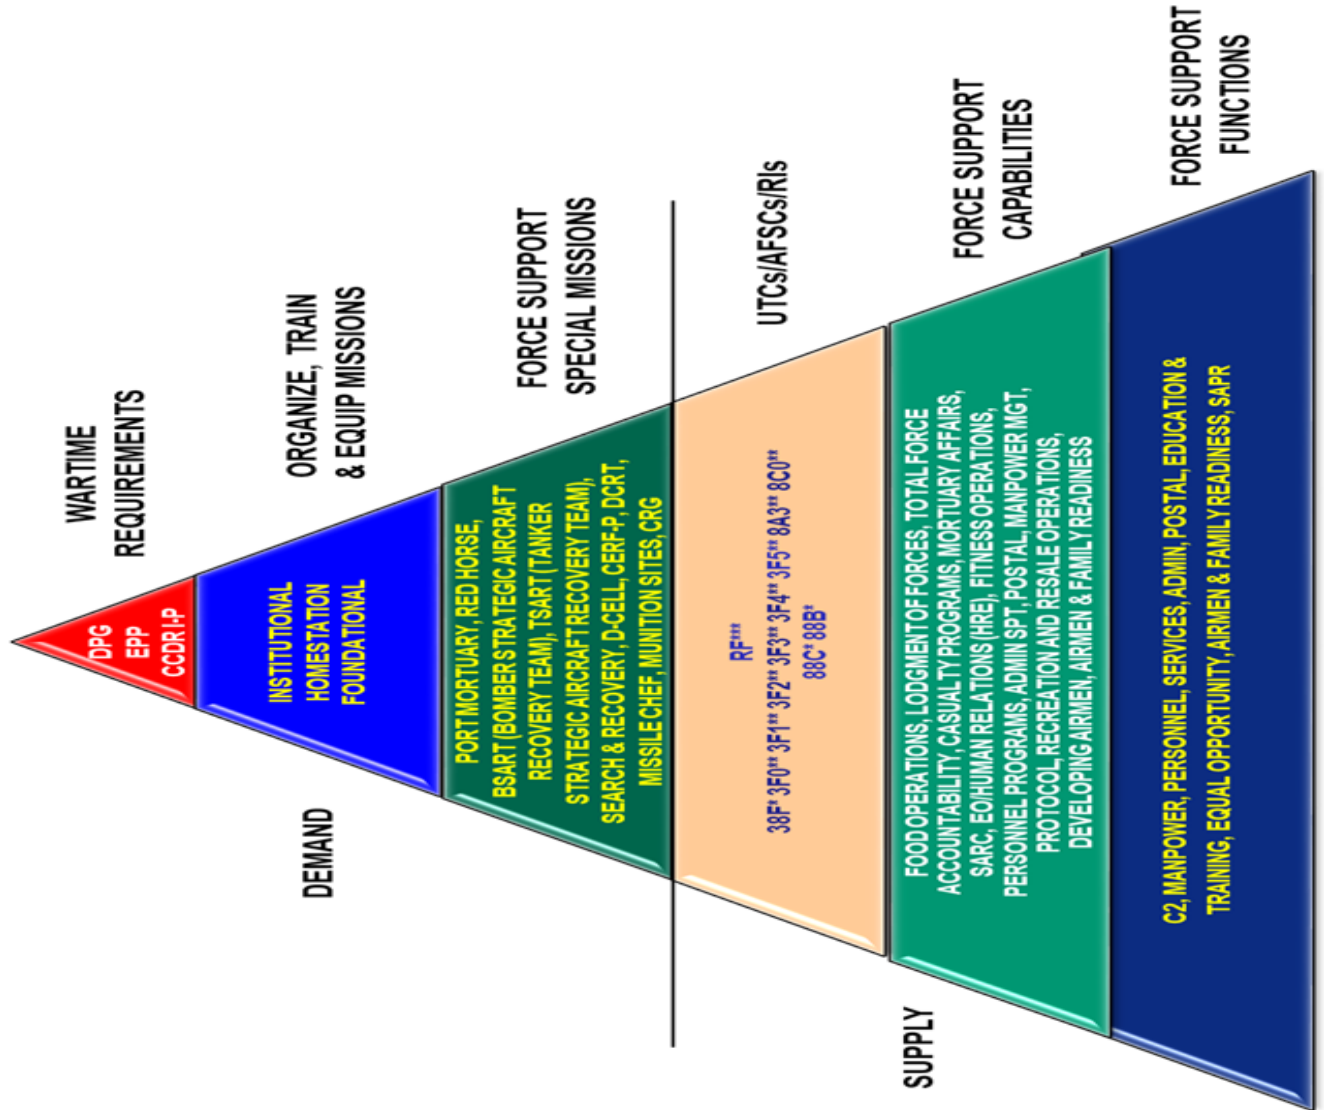 WARTIME
REQUIREMENTS
DPG
EPP
CCDR I-P
ORGANIZE, TRAIN
& EQUIP MISSIONS
INSTITUTIONAL
HOMESTATION
FOUNDATIONAL
DEMAND
FORCE SUPPORT
SPECIAL MISSIONS
PORT MORTUARY, RED HORSE,
BSART (BOMBER STRATEGIC AIRCRAFT
RECOVERY TEAM), TSART (TANKER
STRATEGIC AIRCRAFT RECOVERY TEAM),
SEARCH & RECOVERY, D-CELL, CERF-P, DCRT,
MISSILE CHEF, MUNITION SITES, CRG
UTCs/AFSCs/RIs
RF***
38F* 3F0** 3F1** 3F2** 3F3** 3F4** 3F5** 8A3** 8C0**
88C* 88B*
SUPPLY
FORCE SUPPORT
CAPABILITIES
FOOD OPERATIONS, LODGMENT OF FORCES, TOTAL FORCE
ACCOUNTABILITY, CASUALTY PROGRAMS, MORTUARY AFFAIRS,
SARC, EO/HUMAN RELATIONS (HRE), FITNESS OPERATIONS,
PERSONNEL PROGRAMS, ADMIN SPT, POSTAL, MANPOWER MGT,
PROTOCOL, RECREATION AND RESALE OPERATIONS,
DEVELOPING AIRMEN, AIRMEN & FAMILY READINESS
FORCE SUPPORT
FUNCTIONS
C2, MANPOWER, PERSONNEL, SERVICES, ADMIN, POSTAL, EDUCATION &
TRAINING, EQUAL OPPORTUNITY, AIRMEN & FAMILY READINESS, SAPR